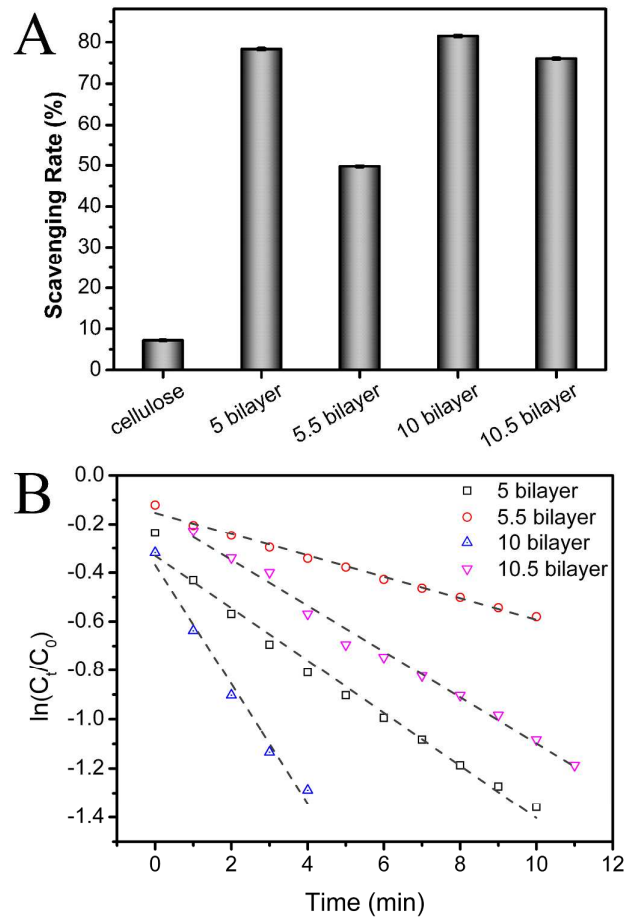 A
Scavenging Rate (%)
80
70
60
50
40
30
20
10
0
cellulose
5 bilayer
5.5 bilayer
10 bilayer
10.5 bilayer
B
ln(Cₜ/C₀)
0.0
-0.2
-0.4
-0.6
-0.8
-1.0
-1.2
-1.4
5 bilayer
5.5 bilayer
10 bilayer
10.5 bilayer
0 2 4 6 8 10 12
Time (min)